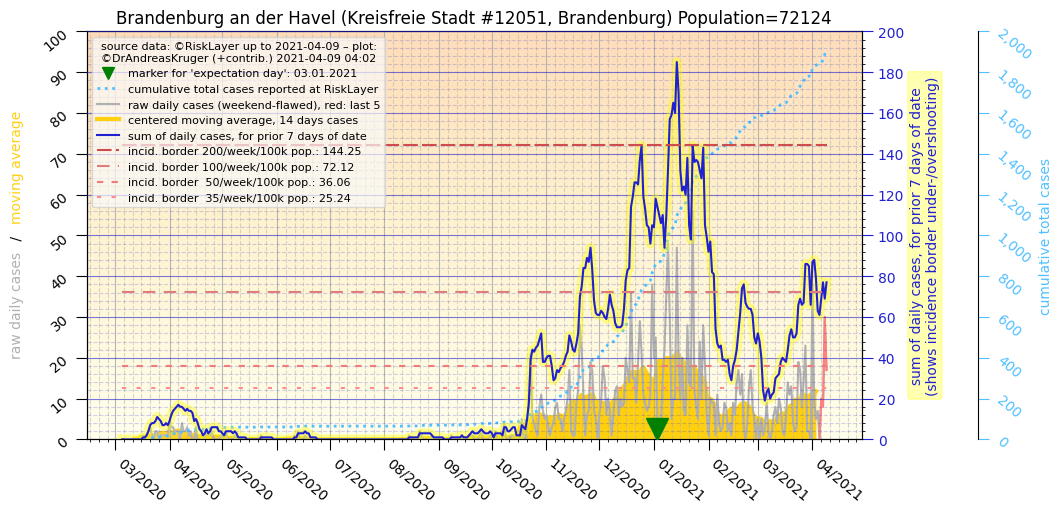 Brandenburg an der Havel (Kreisfreie Stadt #12051, Brandenburg) Population=72124
source data: ©RiskLayer up to 2021-04-09 – plot:
©DrAndreasKruger (+contrib.) 2021-04-09 04:02
marker for 'expectation day': 03.01.2021
cumulative total cases reported at RiskLayer
raw daily cases (weekend-flawed), red: last 5
centered moving average, 14 days cases
sum of daily cases, for prior 7 days of date
incid. border 200/week/100k pop.: 144.25
incid. border 100/week/100k pop.: 72.12
incid. border  50/week/100k pop.: 36.06
incid. border  35/week/100k pop.: 25.24
raw daily cases  /  moving average
100
90
80
70
60
50
40
30
20
10
0
03/2020
04/2020
05/2020
06/2020
07/2020
08/2020
09/2020
10/2020
11/2020
12/2020
01/2021
02/2021
03/2021
04/2021
200
180
160
140
120
100
80
60
40
20
0
sum of daily cases, for prior 7 days of date
(shows incidence border under-/overshooting)
2,000
1,800
1,600
1,400
1,200
1,000
800
600
400
200
0
cumulative total cases